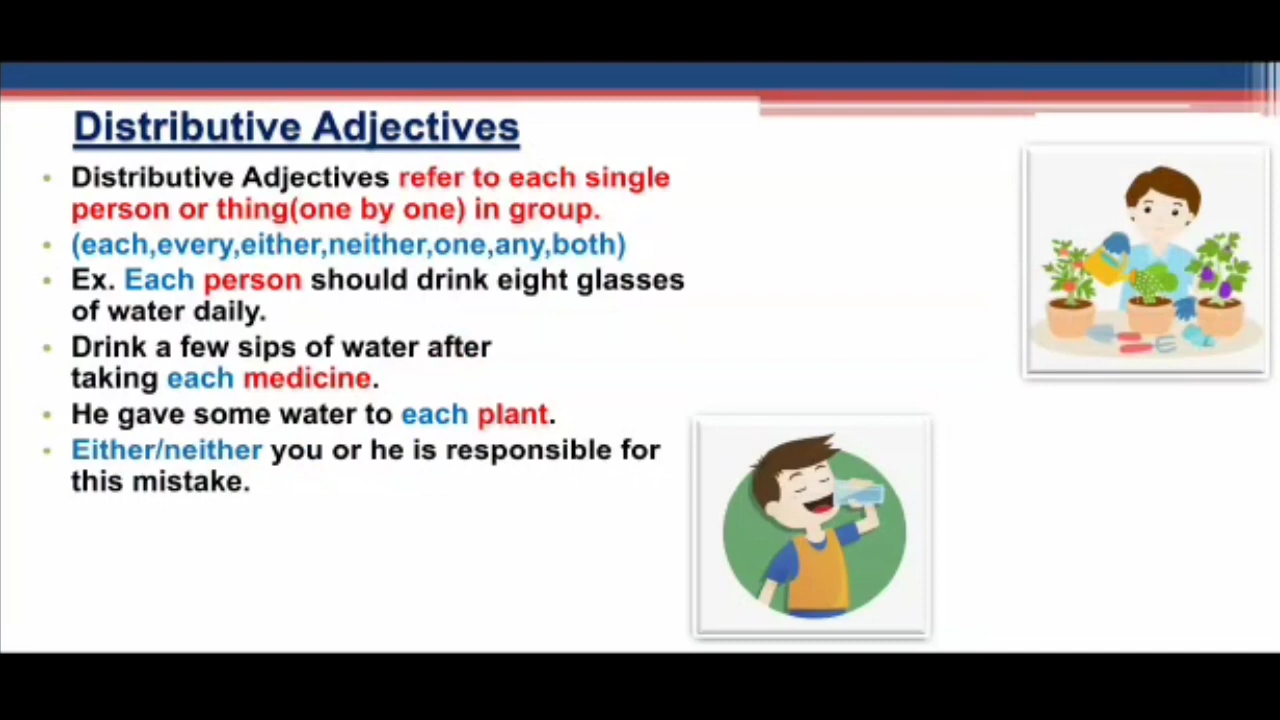 Distributive Adjectives
• Distributive Adjectives refer to each single
person or thing(one by one) in group.
• (each,every,either,neither,one,any,both)
• Ex. Each person should drink eight glasses
of water daily.
• Drink a few sips of water after
taking each medicine.
• He gave some water to each plant.
• Either/neither you or he is responsible for
this mistake.